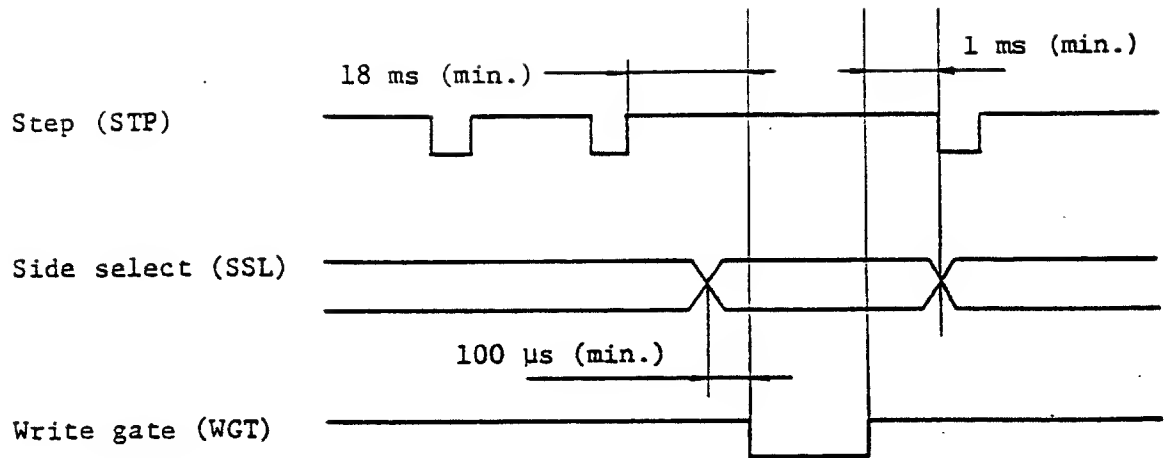 1 ms (min.)
18 ms (min.)
Step (STP)
Side select (SSL)
100 µs (min.)
Write gate (WGT)